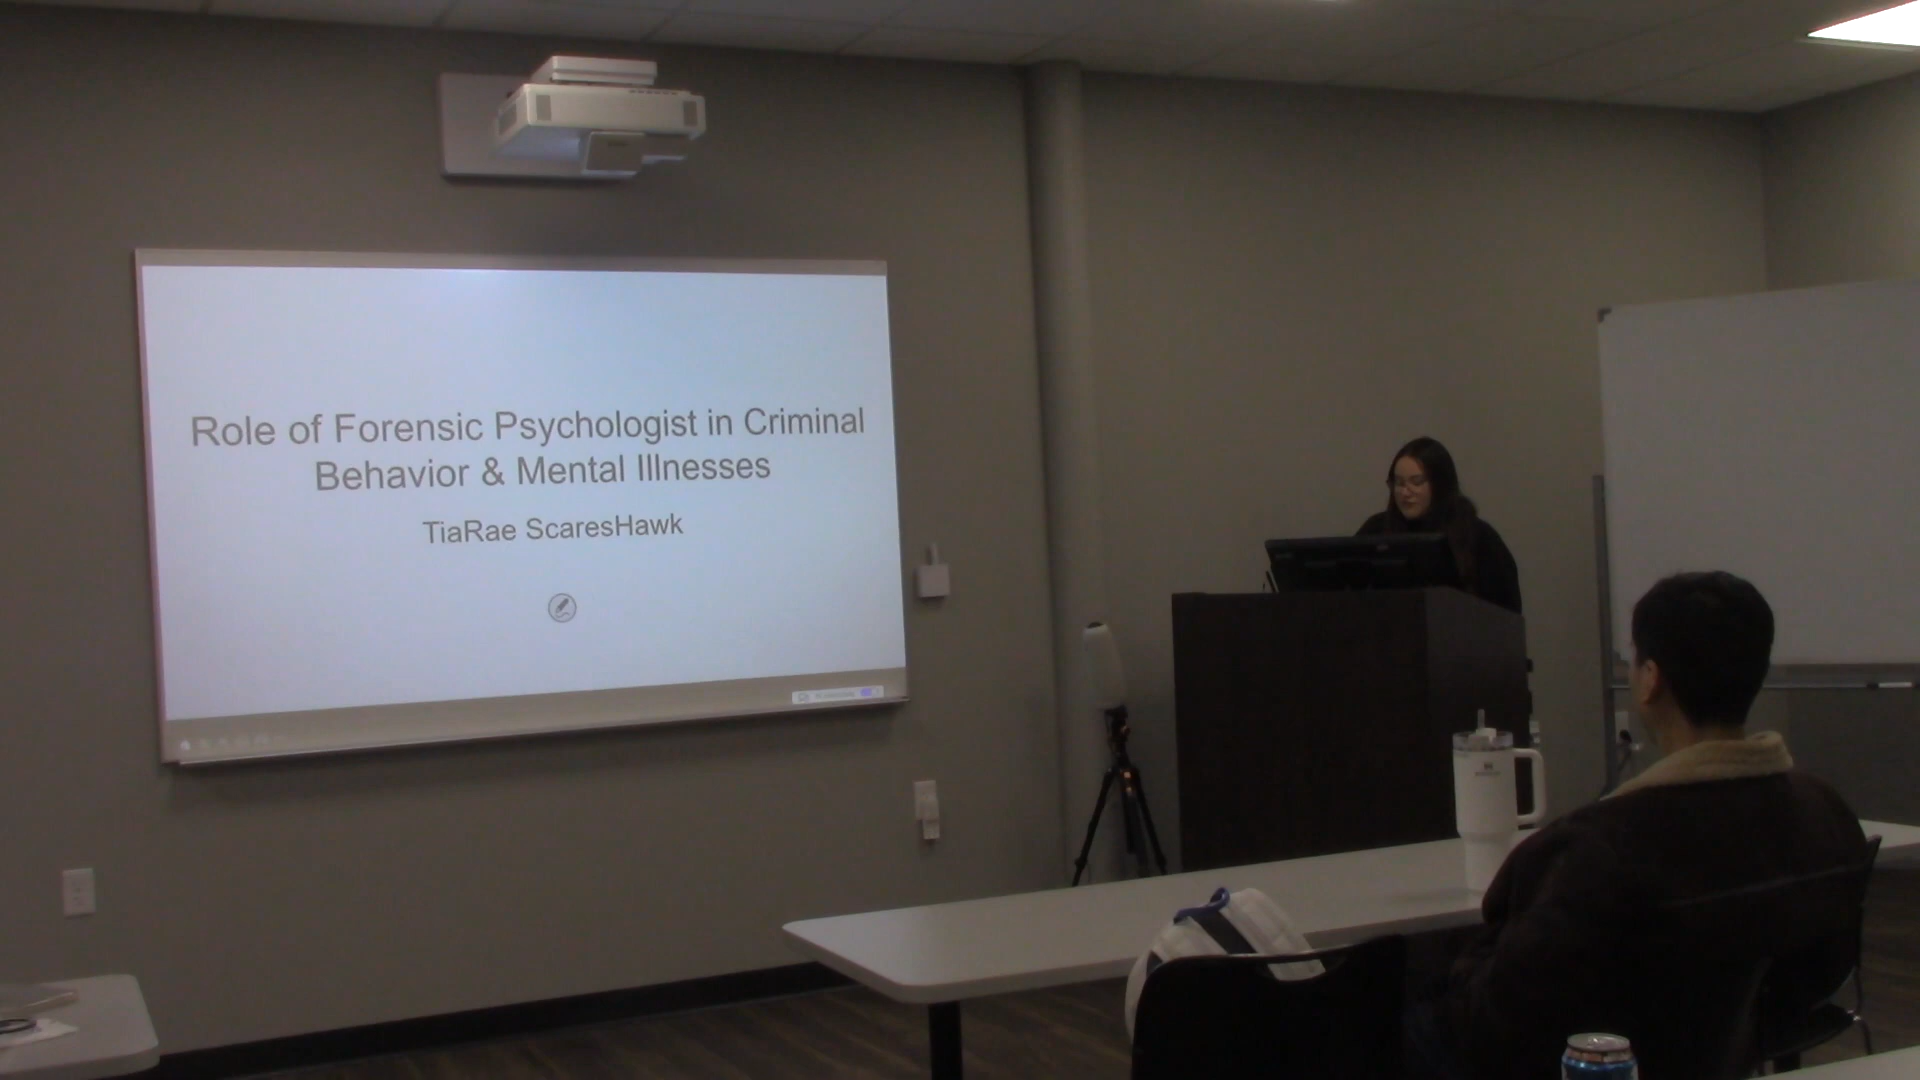 Role of Forensic Psychologist in Criminal
Behavior & Mental Illnesses
TiaRae ScaresHawk